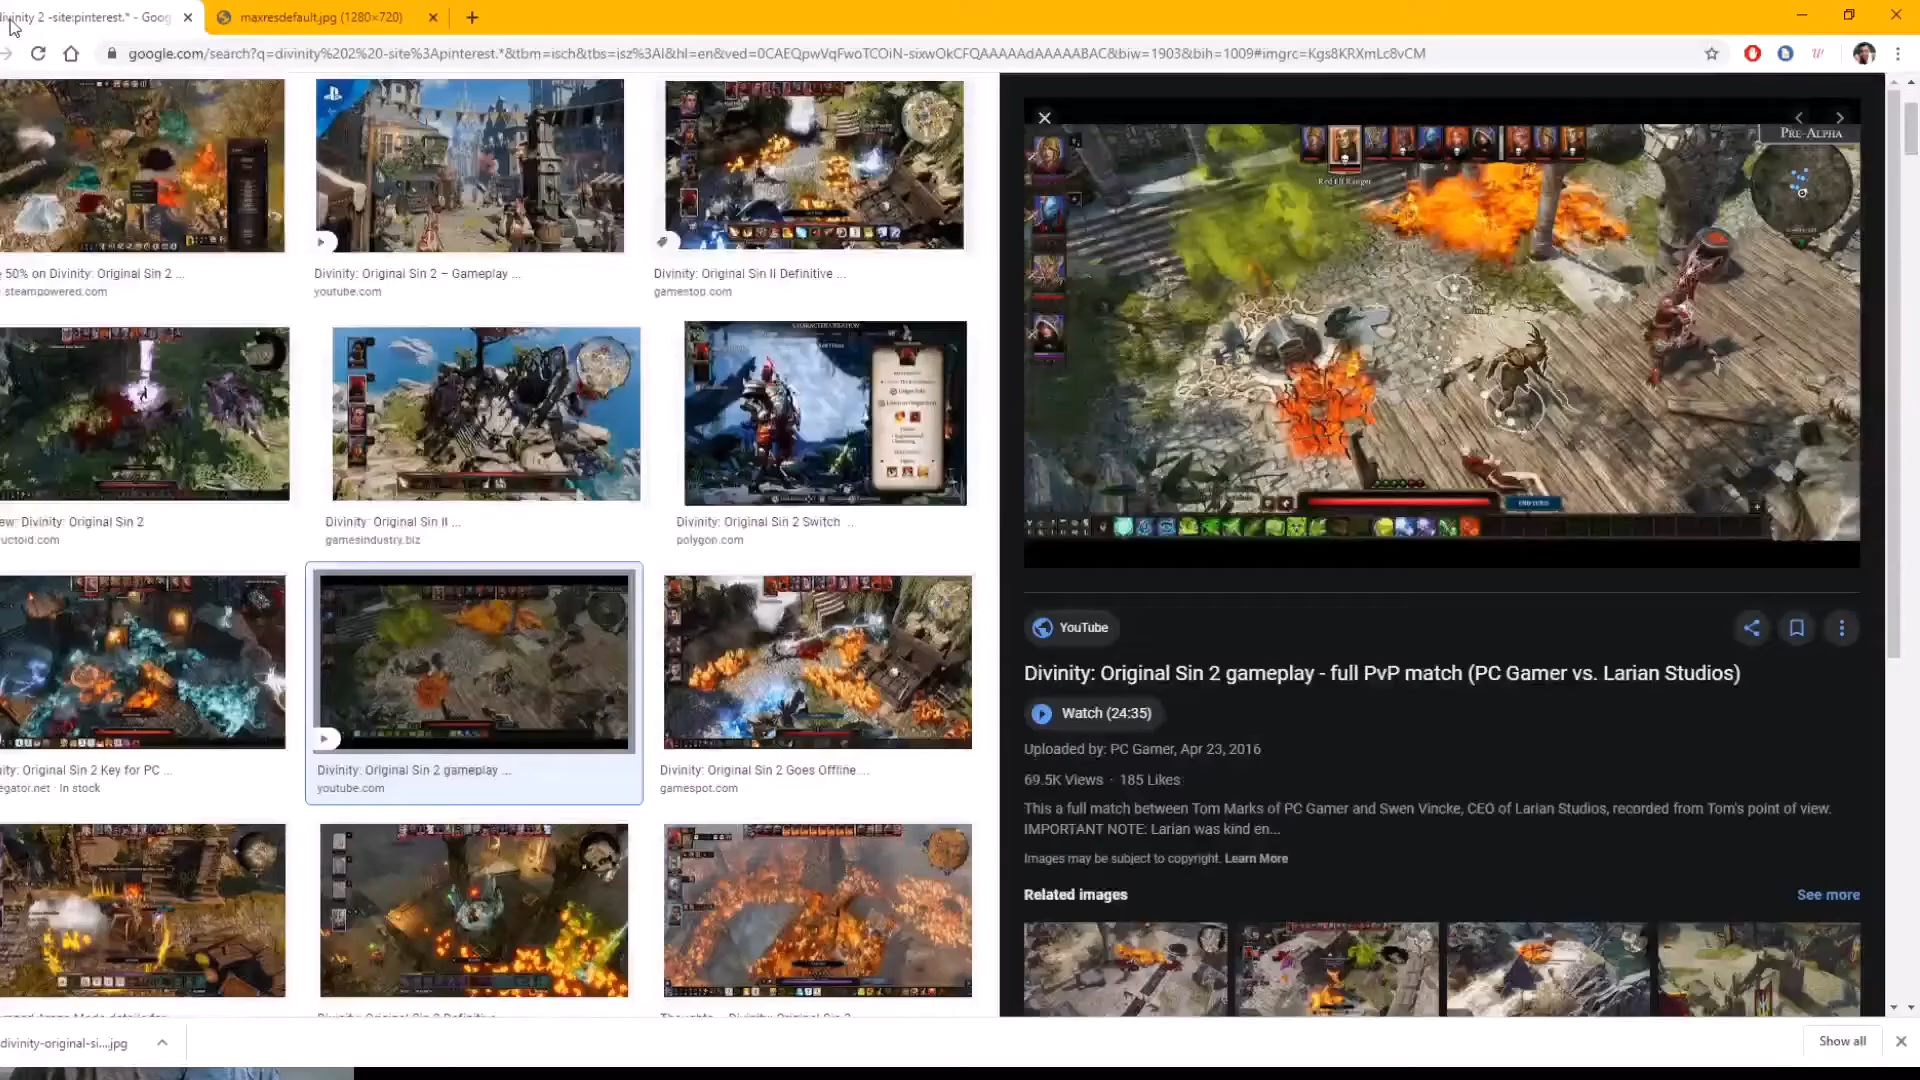 divinity 2 -site:pinterest.* - Goog
maxresdefault.jpg (1280×720)
google.com/search?q=divinity%202%20-site%3Apinterest.*&tbm=isch&tbs=isz%3Al&hl=en&ved=0CAEQpwVqFwoTCOiN-sixwOkCFQAAAAAdAAAAABAC&biw=1903&bih=1009#imgrc=Kgs8KRXmLc8vCM
50% on Divinity: Original Sin 2 ...
steampowered.com
Divinity: Original Sin 2 – Gameplay ...
youtube.com
Divinity: Original Sin II Definitive ...
gamestop.com
Divinity: Original Sin 2
uctoid.com
Divinity: Original Sin II ...
gamesindustry.biz
Divinity: Original Sin 2 Switch ...
polygon.com
ity: Original Sin 2 Key for PC ...
egator.net · In stock
Divinity: Original Sin 2 gameplay ...
youtube.com
Divinity: Original Sin 2 Goes Offline ...
gamespot.com
PRE-ALPHA
Red Elf Ranger
END TURN
YouTube
Divinity: Original Sin 2 gameplay - full PvP match (PC Gamer vs. Larian Studios)
Watch (24:35)
Uploaded by: PC Gamer, Apr 23, 2016
69.5K Views · 185 Likes
This a full match between Tom Marks of PC Gamer and Swen Vincke, CEO of Larian Studios, recorded from Tom's point of view.
IMPORTANT NOTE: Larian was kind en...
Images may be subject to copyright. Learn More
Related images
See more
divinity-original-si....jpg
Show all